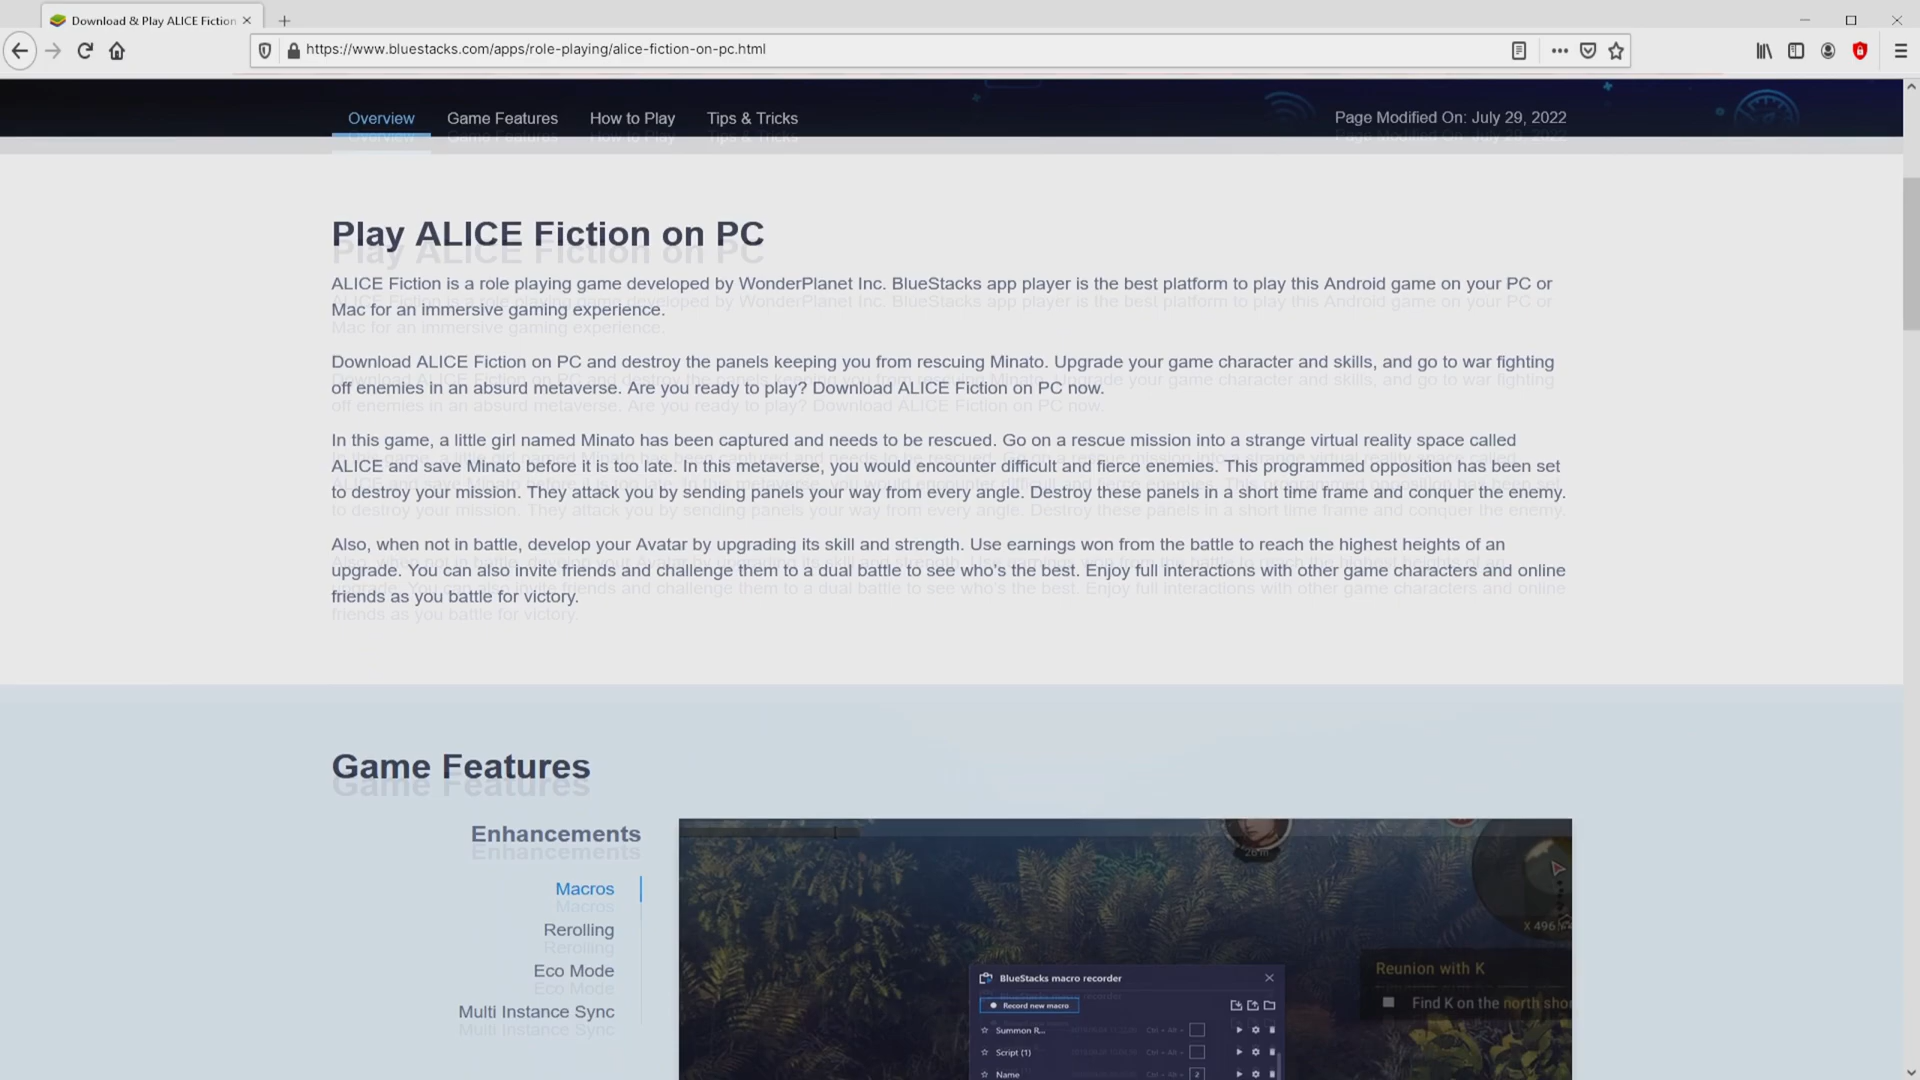 Download & Play ALICE Fiction
https://www.bluestacks.com/apps/role-playing/alice-fiction-on-pc.html
Overview Game Features How to Play Tips & Tricks Page Modified On: July 29, 2022
Play ALICE Fiction on PC
ALICE Fiction is a role playing game developed by WonderPlanet Inc. BlueStacks app player is the best platform to play this Android game on your PC or
Mac for an immersive gaming experience.
Download ALICE Fiction on PC and destroy the panels keeping you from rescuing Minato. Upgrade your game character and skills, and go to war fighting
off enemies in an absurd metaverse. Are you ready to play? Download ALICE Fiction on PC now.
In this game, a little girl named Minato has been captured and needs to be rescued. Go on a rescue mission into a strange virtual reality space called
ALICE and save Minato before it is too late. In this metaverse, you would encounter difficult and fierce enemies. This programmed opposition has been set
to destroy your mission. They attack you by sending panels your way from every angle. Destroy these panels in a short time frame and conquer the enemy.
Also, when not in battle, develop your Avatar by upgrading its skill and strength. Use earnings won from the battle to reach the highest heights of an
upgrade. You can also invite friends and challenge them to a dual battle to see who's the best. Enjoy full interactions with other game characters and online
friends as you battle for victory.
Game Features
Enhancements
Macros
Rerolling
Eco Mode
Multi Instance Sync
26 m
X 496
Reunion with K
Find K on the north shor
BlueStacks macro recorder
Record new macro
Summon R...
Script (1)
Name